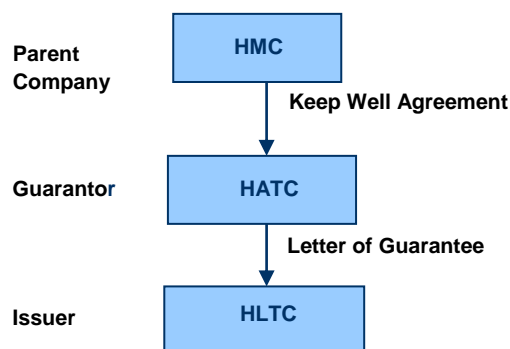 Parent
Company
HMC
Keep Well Agreement
Guarantor
HATC
Letter of Guarantee
Issuer
HLTC